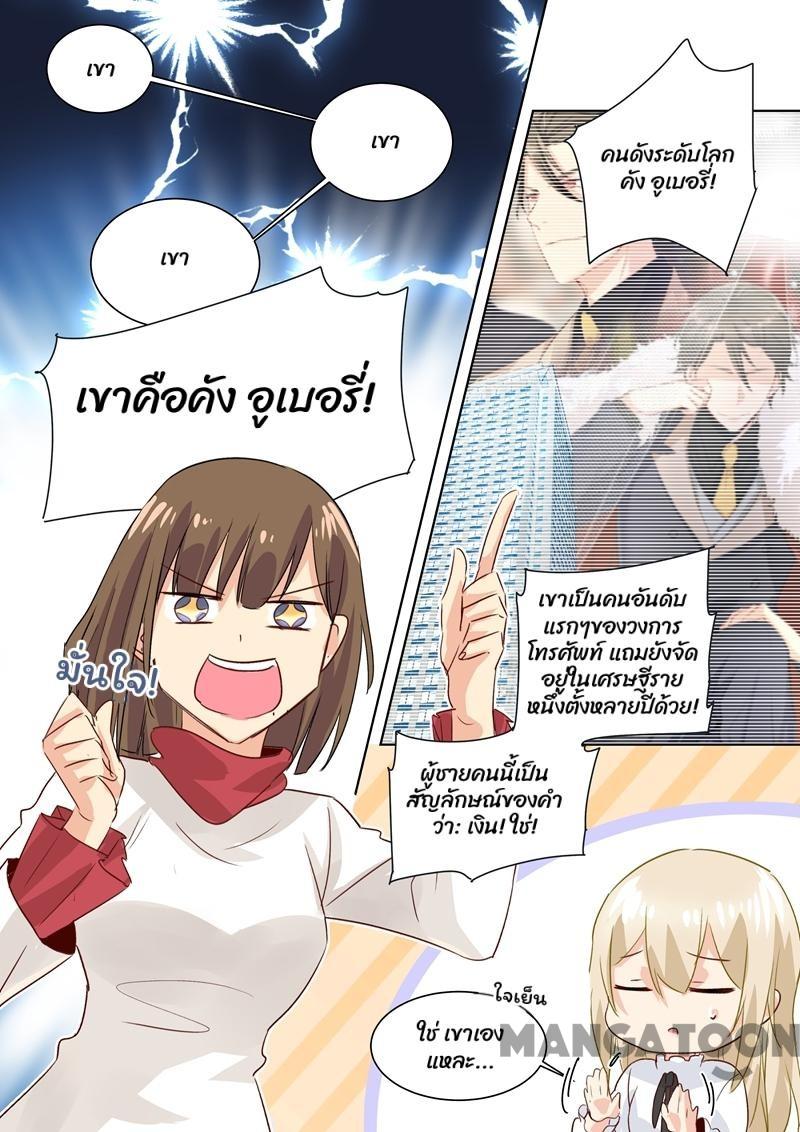 เขา
เขา
เขา
เขาคือคัง อูเบอรี่!
คนดังระดับโลก
คัง อูเบอรี่!
มั่นใจ!
เขาเป็นคนอันดับ
แรกๆของวงการ
โทรศัพท์ แถมยังจัด
อยู่ในเศรษฐีราย
หนึ่งตั้งหลายปีด้วย!
ผู้ชายคนนี้เป็น
สัญลักษณ์ของคำ
ว่า: เงิน! ใช่!
ใจเย็น
ใช่ เขาเอง
แหละ...
MANGATOON